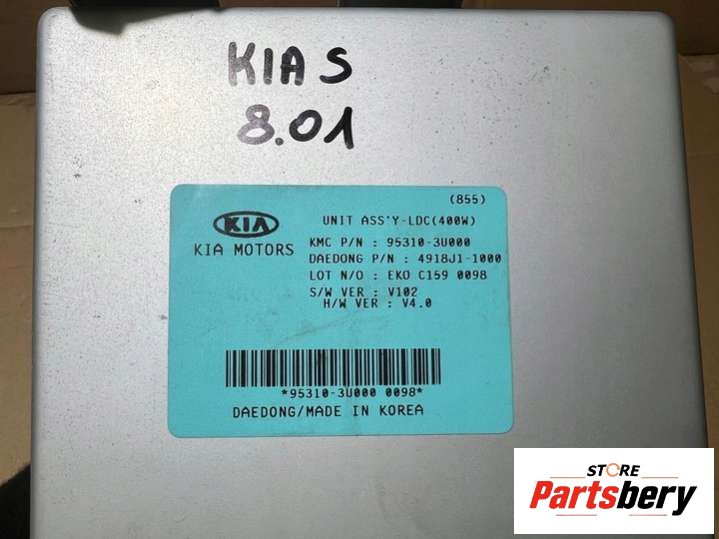 KIA S
8.01
(855)
KIA
KIA MOTORS
UNIT ASS'Y-LDC(400W)
KMC P/N : 95310-3U000
DAEDONG P/N : 4918J1-1000
LOT N/O : EKO C159 0098
S/W VER : V102
H/W VER : V4.0
*95310-3U000 0098*
DAEDONG/MADE IN KOREA
STORE
Partsbery